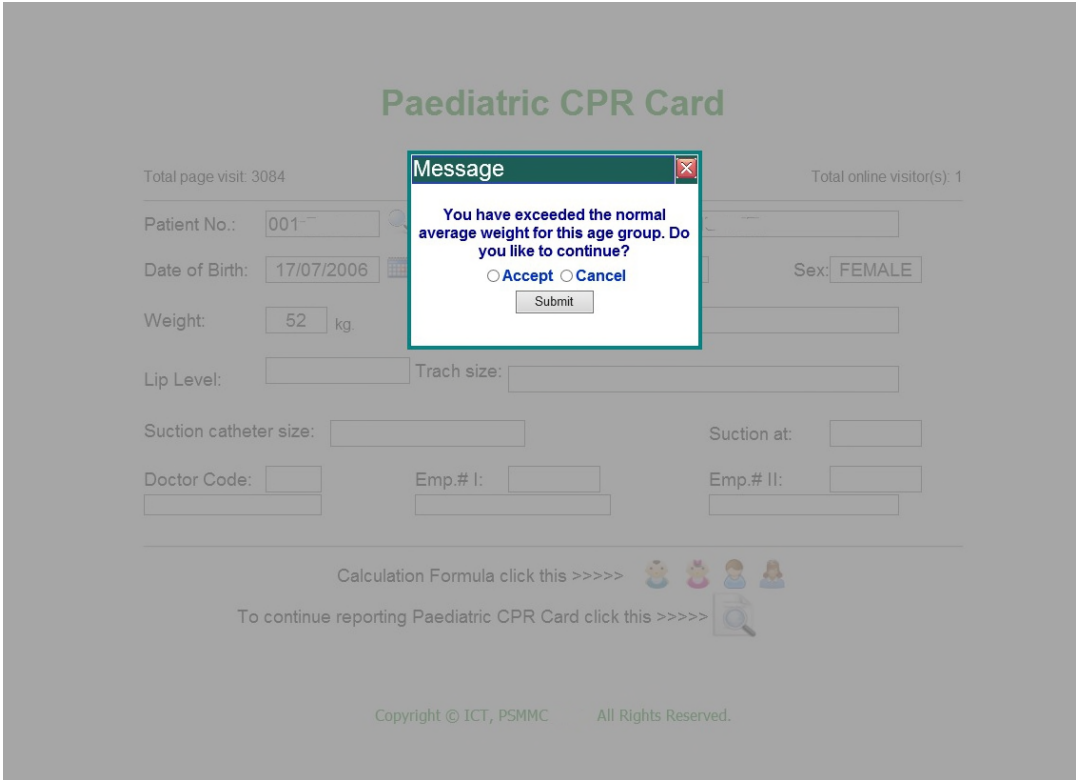 Paediatric CPR Card
Total page visit: 3084 Total online visitor(s): 1
Message
You have exceeded the normal
average weight for this age group. Do
you like to continue?
Accept Cancel
Submit
Patient No.: 001-
Date of Birth: 17/07/2006 Sex: FEMALE
Weight: 52 kg.
Lip Level: Trach size:
Suction catheter size: Suction at:
Doctor Code: Emp.# I: Emp.# II:
Calculation Formula click this >>>>>
To continue reporting Paediatric CPR Card click this >>>>>
Copyright © ICT, PSMMC All Rights Reserved.